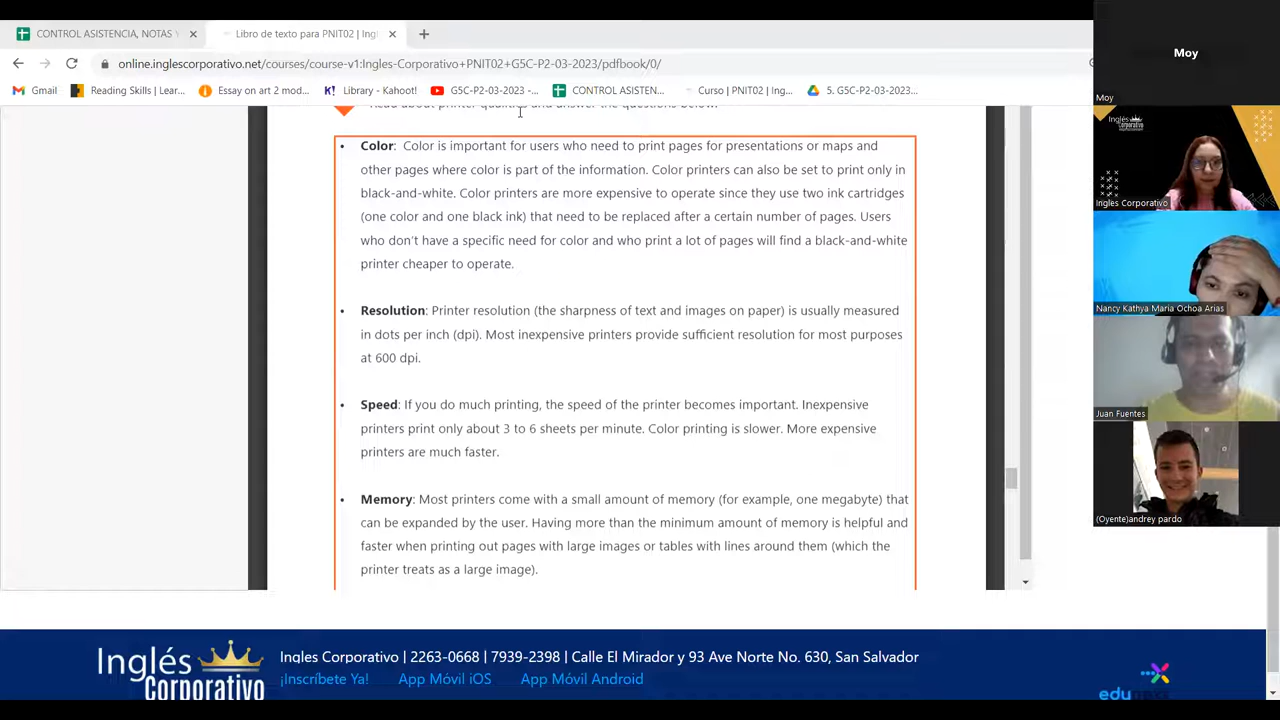 CONTROL ASISTENCIA, NOTAS Y
Libro de texto para PNIT02 | Ingl
online.inglescorporativo.net/courses/course-v1:Ingles-Corporativo+PNIT02+G5C-P2-03-2023/pdfbook/0/
Gmail
Reading Skills | Lear...
Essay on art 2 mod...
Library - Kahoot!
G5C-P2-03-2023 -...
CONTROL ASISTEN...
Curso | PNIT02 | Ing...
5. G5C-P2-03-2023...
Read about printer qualities and answer the questions below.
• Color: Color is important for users who need to print pages for presentations or maps and
other pages where color is part of the information. Color printers can also be set to print only in
black-and-white. Color printers are more expensive to operate since they use two ink cartridges
(one color and one black ink) that need to be replaced after a certain number of pages. Users
who don't have a specific need for color and who print a lot of pages will find a black-and-white
printer cheaper to operate.
• Resolution: Printer resolution (the sharpness of text and images on paper) is usually measured
in dots per inch (dpi). Most inexpensive printers provide sufficient resolution for most purposes
at 600 dpi.
• Speed: If you do much printing, the speed of the printer becomes important. Inexpensive
printers print only about 3 to 6 sheets per minute. Color printing is slower. More expensive
printers are much faster.
• Memory: Most printers come with a small amount of memory (for example, one megabyte) that
can be expanded by the user. Having more than the minimum amount of memory is helpful and
faster when printing out pages with large images or tables with lines around them (which the
printer treats as a large image).
Inglés
Corporativo
Ingles Corporativo | 2263-0668 | 7939-2398 | Calle El Mirador y 93 Ave Norte No. 630, San Salvador
¡Inscríbete Ya!
App Móvil iOS
App Móvil Android
Moy
Moy
Inglés
Corporativo
Ingles Corporativo
Nancy Kathya Maria Ochoa Arias
Juan Fuentes
(Oyente)andrey pardo